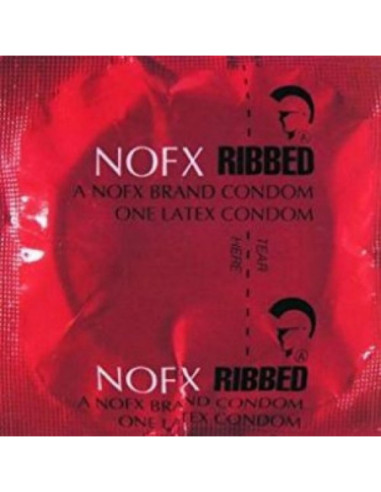 NOFX RIBBED
A NOFX BRAND CONDOM
ONE LATEX CONDOM
TEAR
HERE
NOFX RIBBED
A NOFX BRAND CONDOM
ONE LATEX CONDOM